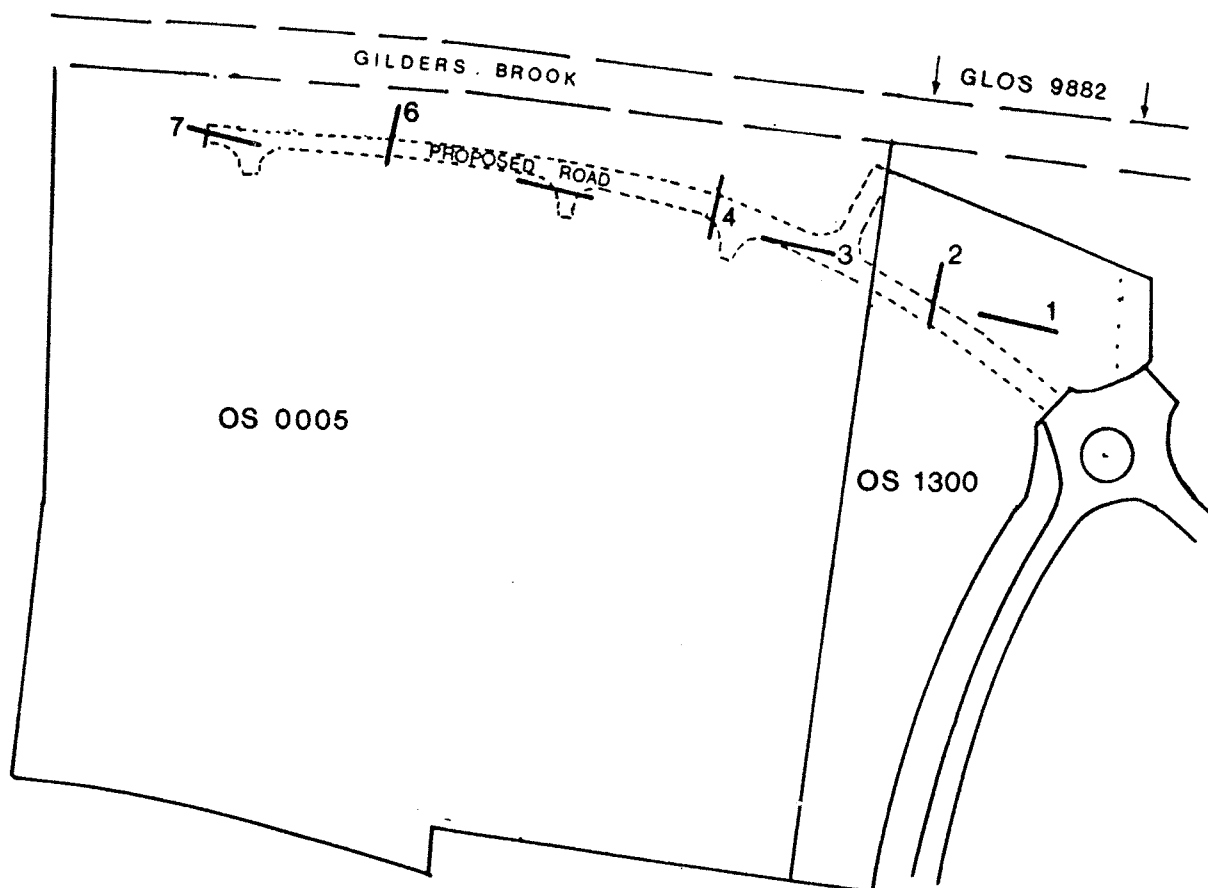 GILDERS . BROOK
GLOS 9882
6
7
PROPOSED ROAD
4
3
2
1
OS 0005
OS 1300